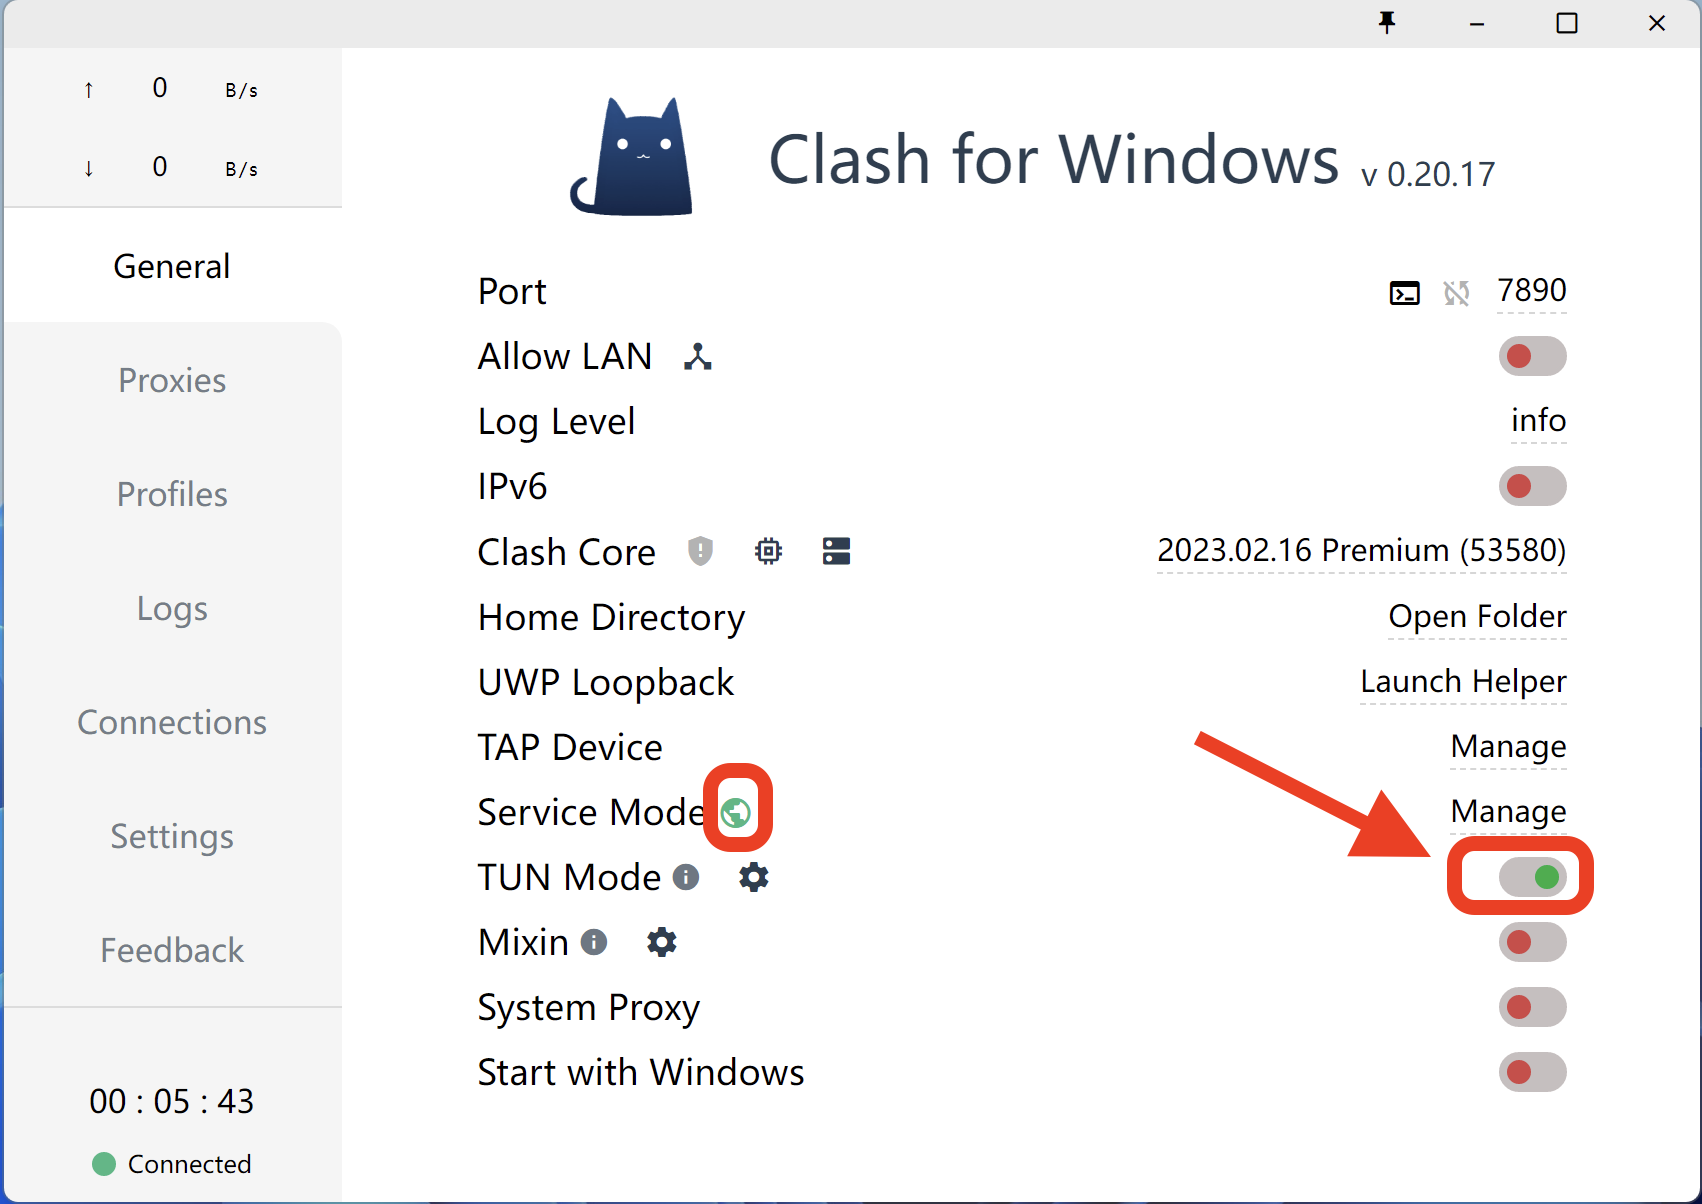 ↑ 0 B/s
↓ 0 B/s
General
Proxies
Profiles
Logs
Connections
Settings
Feedback
00 : 05 : 43
Connected
Clash for Windows v 0.20.17
Port 7890
Allow LAN
Log Level info
IPv6
Clash Core 2023.02.16 Premium (53580)
Home Directory Open Folder
UWP Loopback Launch Helper
TAP Device Manage
Service Mode Manage
TUN Mode
Mixin
System Proxy
Start with Windows